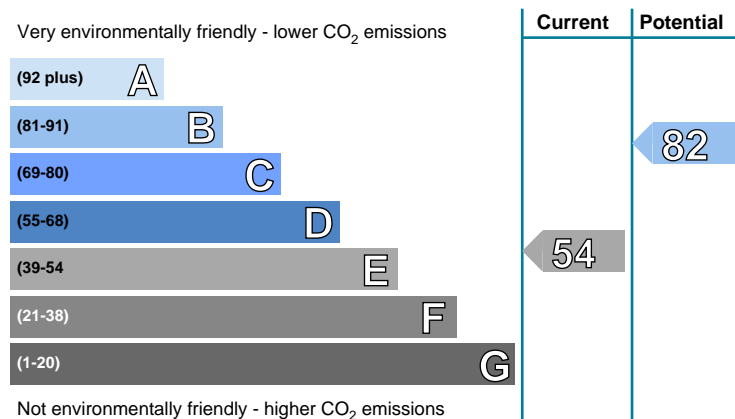 Current Potential
Very environmentally friendly - lower CO₂ emissions
(92 plus) A
(81-91) B
82
(69-80) C
(55-68) D
54
(39-54 E
(21-38) F
(1-20) G
Not environmentally friendly - higher CO₂ emissions